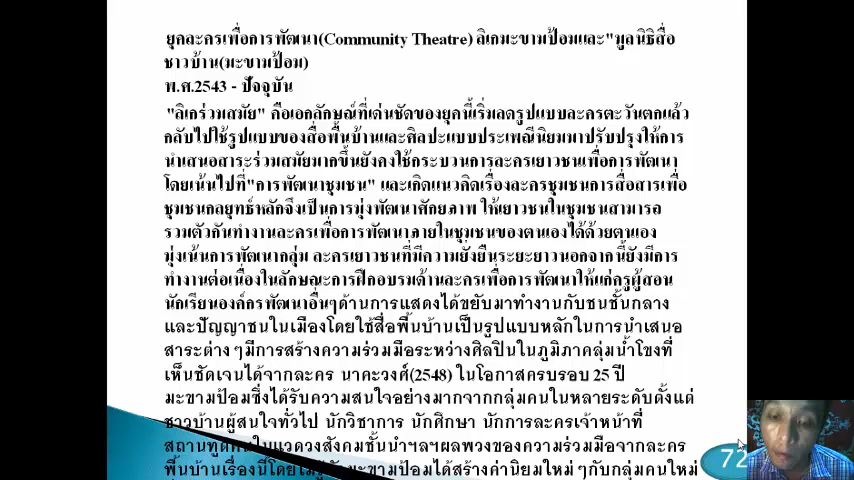 ยุคละครเพื่อการพัฒนา(Community Theatre) ลิเกมะขามป้อมและ"มูลนิธิสื่อ
ชาวบ้าน(มะขามป้อม)
พ.ศ.2543 - ปัจจุบัน
"ลิเกร่วมสมัย" คือเอกลักษณ์ที่เด่นชัดของยุคนี้เริ่มลดรูปแบบละครตะวันตกแล้ว
กลับไปใช้รูปแบบของสื่อพื้นบ้านและศิลปะแบบประเพณีนิยมมาปรับปรุงให้การ
นำเสนอสาระร่วมสมัยมากขึ้นยังคงใช้กระบวนการละครเยาวชนเพื่อการพัฒนา
โดยเน้นไปที่"การพัฒนาชุมชน" และเกิดแนวคิดเรื่องละครชุมชนการสื่อสารเพื่อ
ชุมชนกลยุทธ์หลักจึงเป็นการมุ่งพัฒนาศักยภาพ ให้เยาวชนในชุมชนสามารถ
รวมตัวกันทำงานละครเพื่อการพัฒนาภายในชุมชนของตนเองได้ด้วยตนเอง
มุ่งเน้นการพัฒนากลุ่ม ละครเยาวชนที่มีความยั่งยืนระยะยาวนอกจากนี้ยังมีการ
ทำงานต่อเนื่องในลักษณะการฝึกอบรมด้านละครเพื่อการพัฒนาให้แก่ครูผู้สอน
นักเรียนองค์กรพัฒนาอื่นๆด้านการแสดงได้ขยับมาทำงานกับชนชั้นกลาง
และปัญญาชนในเมืองโดยใช้สื่อพื้นบ้านเป็นรูปแบบหลักในการนำเสนอ
สาระต่างๆมีการสร้างความร่วมมือระหว่างศิลปินในภูมิภาคลุ่มน้ำโขงที่
เห็นชัดเจนได้จากละคร นาคะวงศ์(2548) ในโอกาสครบรอบ 25 ปี
มะขามป้อมซึ่งได้รับความสนใจอย่างมากจากกลุ่มคนในหลายระดับตั้งแต่
ชาวบ้านผู้สนใจทั่วไป นักวิชาการ นักศึกษา นักการละครเจ้าหน้าที่
สถานทูตคนในแวดวงสังคมชั้นนำฯลฯผลพวงของความร่วมมือจากละคร
พื้นบ้านเรื่องนี้โดยไม่รู้ตัวมะขามป้อมได้สร้างค่านิยมใหม่ๆกับกลุ่มคนใหม่
72